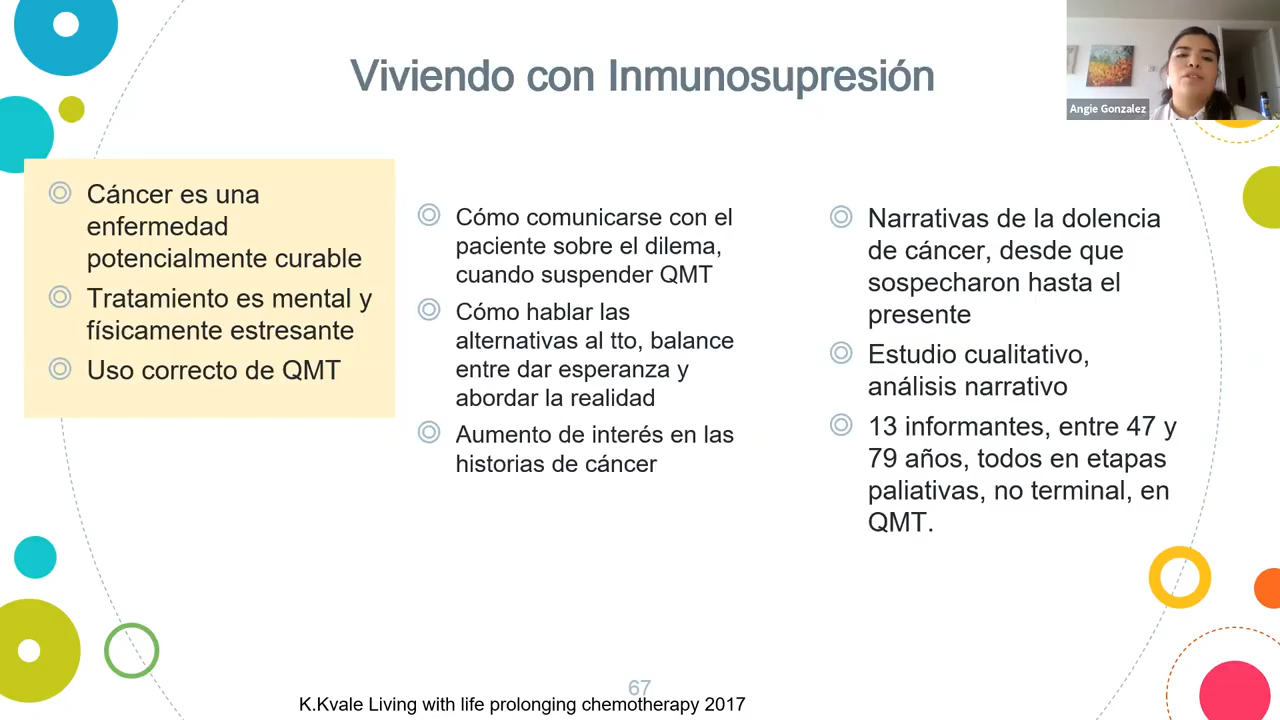 Viviendo con Inmunosupresión
Angie Gonzalez
Cáncer es una
enfermedad
potencialmente curable
Tratamiento es mental y
físicamente estresante
Uso correcto de QMT
Cómo comunicarse con el
paciente sobre el dilema,
cuando suspender QMT
Cómo hablar las
alternativas al tto, balance
entre dar esperanza y
abordar la realidad
Aumento de interés en las
historias de cáncer
Narrativas de la dolencia
de cáncer, desde que
sospecharon hasta el
presente
Estudio cualitativo,
análisis narrativo
13 informantes, entre 47 y
79 años, todos en etapas
paliativas, no terminal, en
QMT.
67
K.Kvale Living with life prolonging chemotherapy 2017